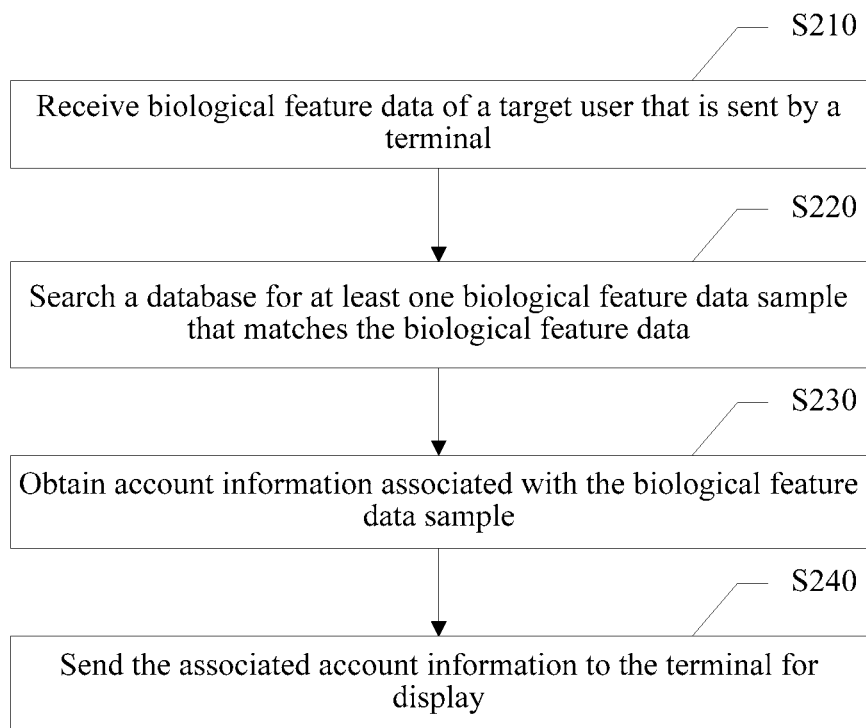 S210
Receive biological feature data of a target user that is sent by a
terminal
S220
Search a database for at least one biological feature data sample
that matches the biological feature data
S230
Obtain account information associated with the biological feature
data sample
S240
Send the associated account information to the terminal for
display